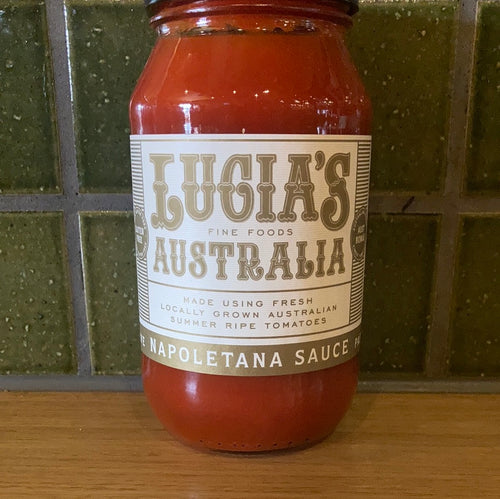 LUCIA'S
FINE FOODS
AUSTRALIA
MADE USING FRESH
LOCALLY GROWN AUSTRALIAN
SUMMER RIPE TOMATOES
NAPOLETANA SAUCE